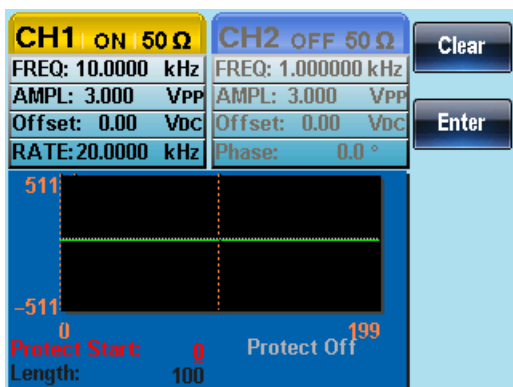 CH1 ON 50 Ω CH2 OFF 50 Ω Clear
FREQ: 10.0000 kHz FREQ: 1.000000 kHz
AMPL: 3.000 VPP AMPL: 3.000 VPP
Offset: 0.00 VDC Offset: 0.00 VDC Enter
RATE: 20.0000 kHz Phase: 0.0 °
511
-511
0 199
Protect Start: 0 Protect Off
Length: 100